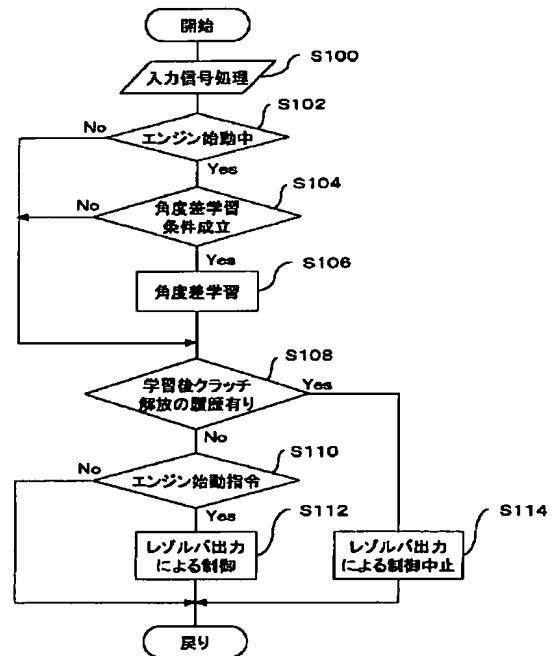 開始
S100
入力信号処理
S102
No
エンジン始動中
Yes
S104
No
角度差学習
条件成立
Yes
S106
角度差学習
S108
学習後クラッチ
解放の履歴有り
Yes
No
S110
No
エンジン始動指令
Yes
S112
S114
レゾルバ出力
による制御
レゾルバ出力
による制御中止
戻り